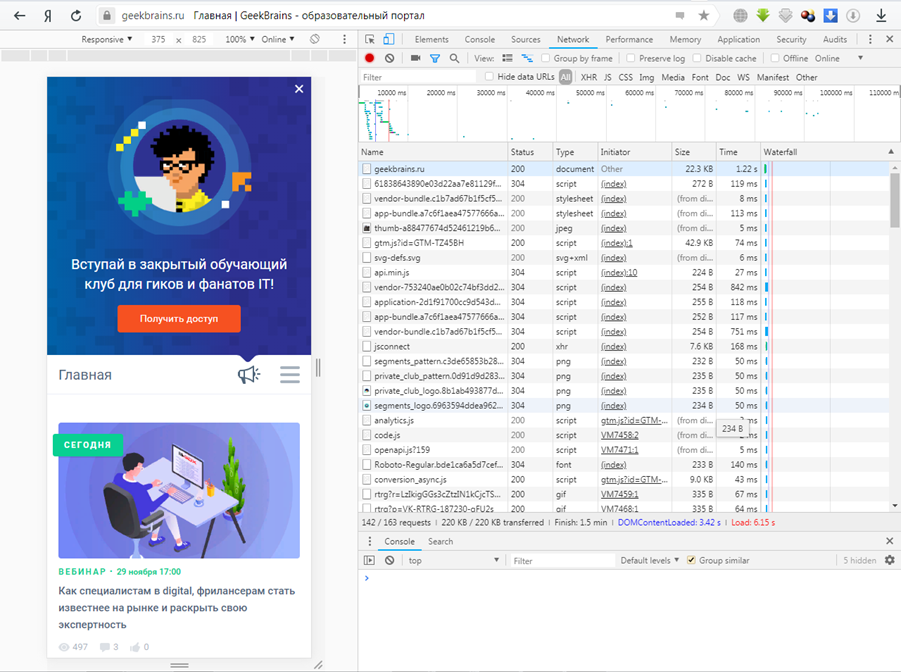 geekbrains.ru Главная | GeekBrains - образовательный портал
Responsive ▼ 375 x 825 100% ▼ Online ▼
Elements Console Sources Network Performance Memory Application Security Audits
View: Group by frame Preserve log Disable cache Offline Online
Filter Hide data URLs All XHR JS CSS Img Media Font Doc WS Manifest Other
10000 ms 20000 ms 30000 ms 40000 ms 50000 ms 60000 ms 70000 ms 80000 ms 90000 ms 100000 ms 110000 m
Name Status Type Initiator Size Time Waterfall
geekbrains.ru 200 document Other 22.3 KB 1.22 s
61838643890e03d22aa7e81129f... 304 script (index) 272 B 119 ms
vendor-bundle.c1b7ad67b1f5cf5... 200 stylesheet (index) (from di... 8 ms
app-bundle.a7c6f1aea47577666a... 200 stylesheet (index) (from di... 113 ms
thumb-a88477674d52461219b6... 200 jpeg (index) (from di... 5 ms
gtm.js?id=GTM-TZ45BH 200 script (index):1 42.9 KB 74 ms
svg-defs.svg 200 svg+xml (index) (from di... 6 ms
api.min.js 304 script (index):10 224 B 27 ms
vendor-753240ae0b02c74bf3dd2... 304 script (index) 254 B 842 ms
application-2d1f91700cc9d543d... 304 script (index) 255 B 118 ms
app-bundle.a7c6f1aea47577666a... 304 script (index) 252 B 117 ms
vendor-bundle.c1b7ad67b1f5cf5... 304 script (index) 254 B 751 ms
jsconnect 200 xhr (index) 7.6 KB 168 ms
segments_pattern.c3de65853b28... 304 png (index) 232 B 50 ms
private_club_pattern.0d91d9d283... 304 png (index) 235 B 50 ms
private_club_logo.8b1ab493877d... 304 png (index) 235 B 50 ms
segments_logo.6963594ddea962... 304 png (index) 234 B 50 ms
analytics.js 200 script gtm.js?id=GTM-... (from di... ms
234 B
code.js 200 script VM7458:2 (from di... ms
openapi.js?159 200 script VM7471:1 (from di... 5 ms
Roboto-Regular.bde1ca6a5d7cef... 304 font (index) 233 B 140 ms
conversion_async.js 200 script gtm.js?id=GTM-... 9.0 KB 43 ms
rtrg?r=LzIkigGGs3cZtzIN1kCjcTS... 200 gif VM7459:1 335 B 67 ms
rtrg?p=VK-RTRG-187230-gFU2s 200 gif VM7468:1 335 B 64 ms
142 / 163 requests | 220 KB / 220 KB transferred | Finish: 1.5 min | DOMContentLoaded: 3.42 s | Load: 6.15 s
Console Search
top Filter Default levels ▼ Group similar 5 hidden
Вступай в закрытый обучающий
клуб для гиков и фанатов IT!
Получить доступ
Главная
СЕГОДНЯ
ВЕБИНАР · 29 ноября 17:00
Как специалистам в digital, фрилансерам стать
известнее на рынке и раскрыть свою
экспертность
497 3 0